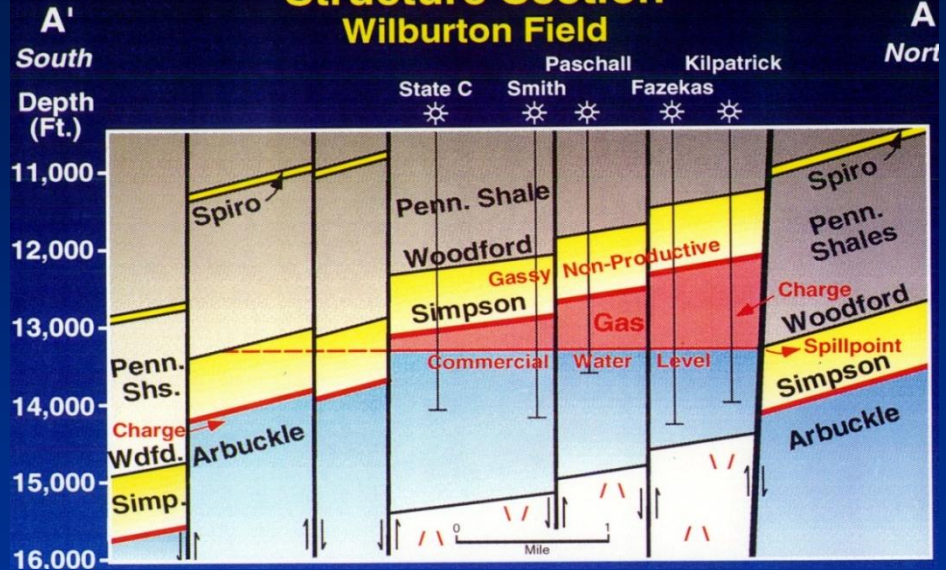 Structure Section
Wilburton Field
A'
A
South
Nort
Paschall
Kilpatrick
State C
Smith
Fazekas
Depth
(Ft.)
11,000
12,000
13,000
14,000
15,000
16,000
Spiro
Penn. Shale
Woodford
Gassy Non-Productive
Simpson
Gas
Commercial Water Level
Spiro
Penn.
Shales
Charge
Woodford
Spillpoint
Simpson
Arbuckle
Penn.
Shs.
Charge
Wdfd.
Arbuckle
Simp.
0
1
Mile